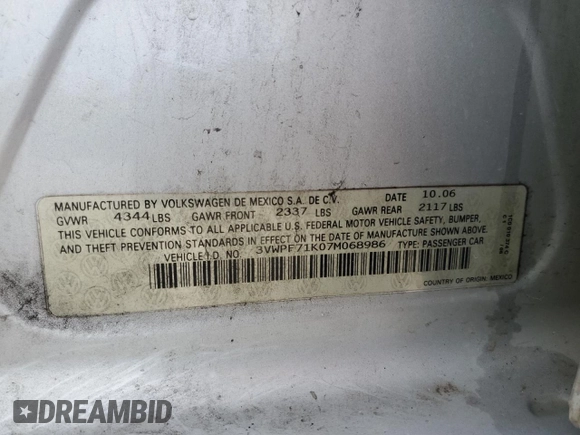 MANUFACTURED BY VOLKSWAGEN DE MEXICO S.A. DE C.V. DATE 10.06
GVWR 4344 LBS GAWR FRONT 2337 LBS GAWR REAR 2117 LBS
THIS VEHICLE CONFORMS TO ALL APPLICABLE U.S. FEDERAL MOTOR VEHICLE SAFETY, BUMPER,
AND THEFT PREVENTION STANDARDS IN EFFECT ON THE DATE OF MANUFACTURE SHOWN ABOVE.
VEHICLE I.D. NO. 3VWPF71K07M068986 TYPE: PASSENGER CAR
COUNTRY OF ORIGIN: MEXICO
DREAMBID